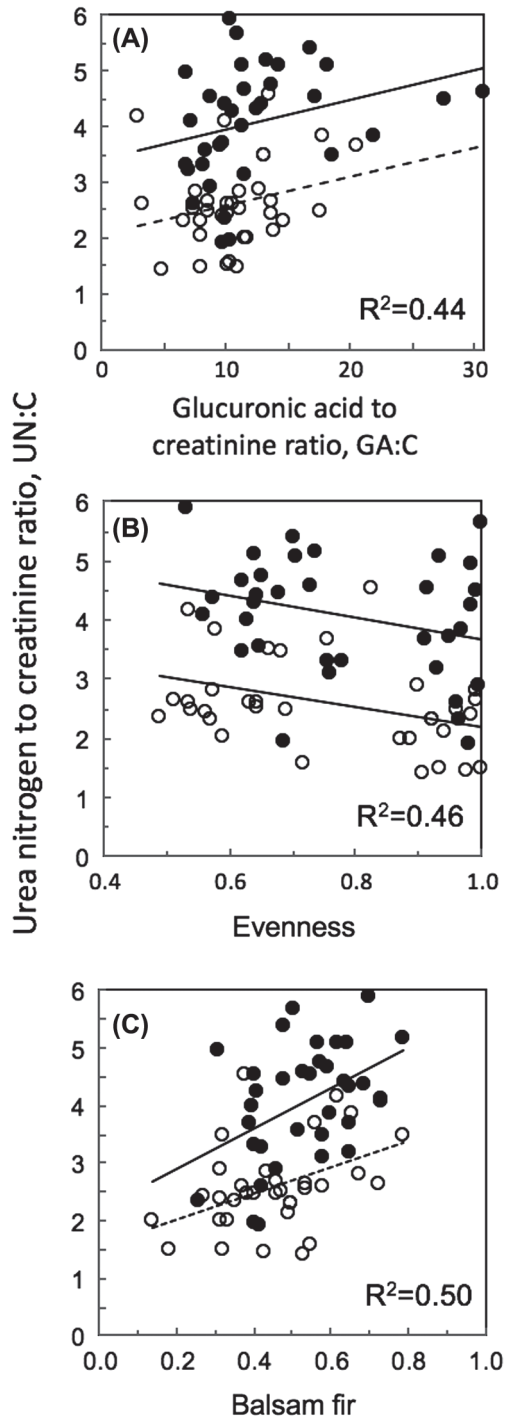 Urea nitrogen to creatinine ratio, UN:C
(A)
6
5
4
3
2
1
0
R²=0.44
0 10 20 30
Glucuronic acid to
creatinine ratio, GA:C
(B)
6
5
4
3
2
1
0
R²=0.46
0.4 0.6 0.8 1.0
Evenness
(C)
6
5
4
3
2
1
0
R²=0.50
0.0 0.2 0.4 0.6 0.8 1.0
Balsam fir